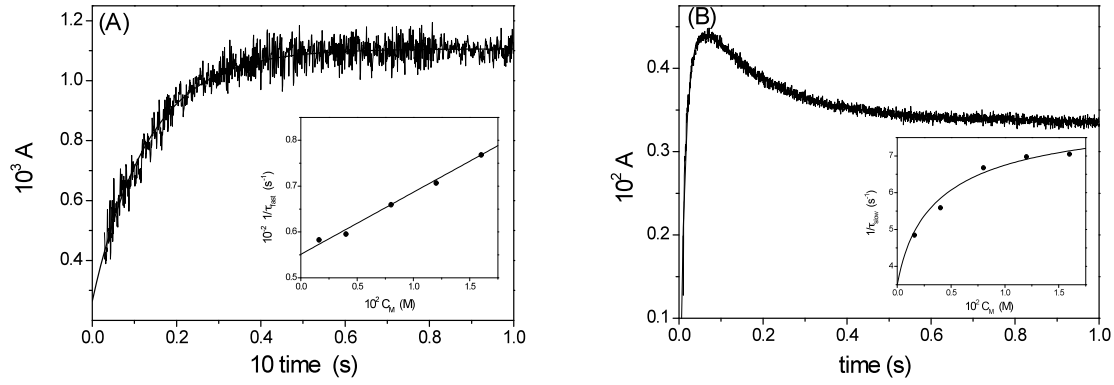 (A)
1.2
1.0
0.8
0.6
0.4
10³ A
0.0 0.2 0.4 0.6 0.8 1.0
10 time (s)
0.8
0.7
0.6
0.5
10⁻² 1/τfast (s⁻¹)
0.0 0.5 1.0 1.5
10² CM (M)
(B)
0.4
0.3
0.2
0.1
10² A
0.0 0.2 0.4 0.6 0.8 1.0
time (s)
7
6
5
4
1/τslow (s⁻¹)
0.0 0.5 1.0 1.5
10² CM (M)